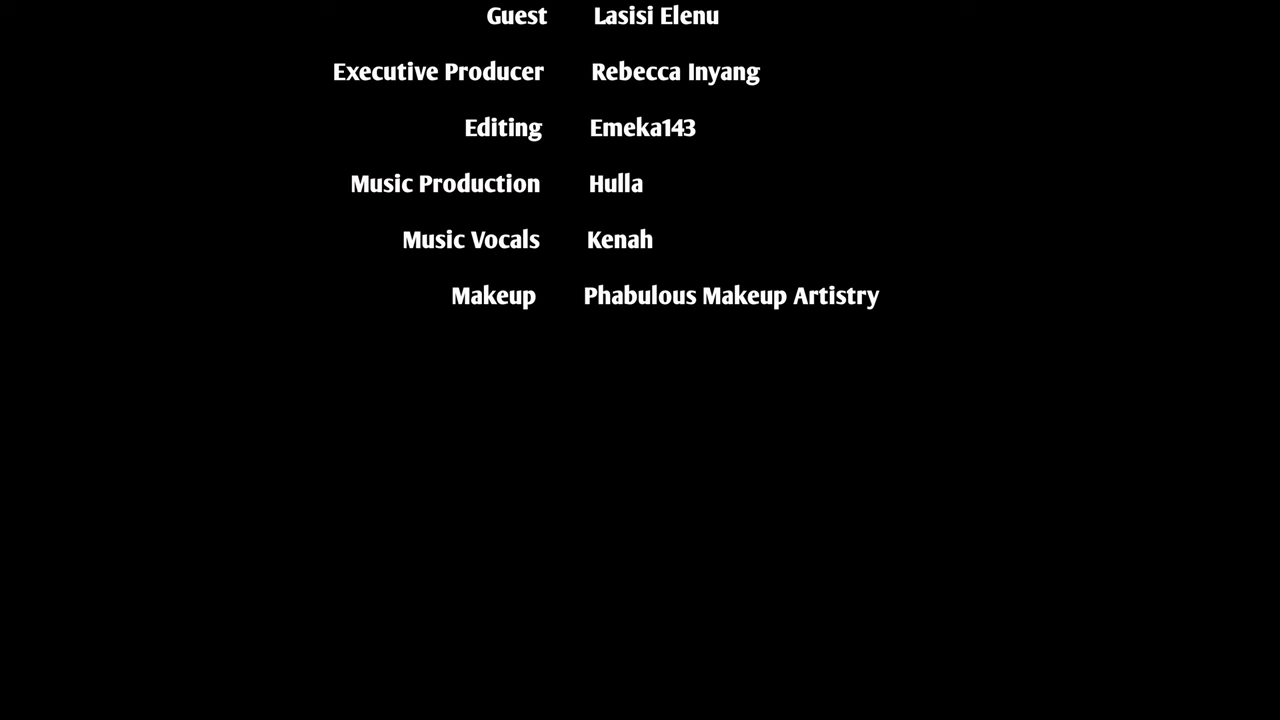 Guest Lasisi Elenu
Executive Producer Rebecca Inyang
Editing Emeka143
Music Production Hulla
Music Vocals Kenah
Makeup Phabulous Makeup Artistry